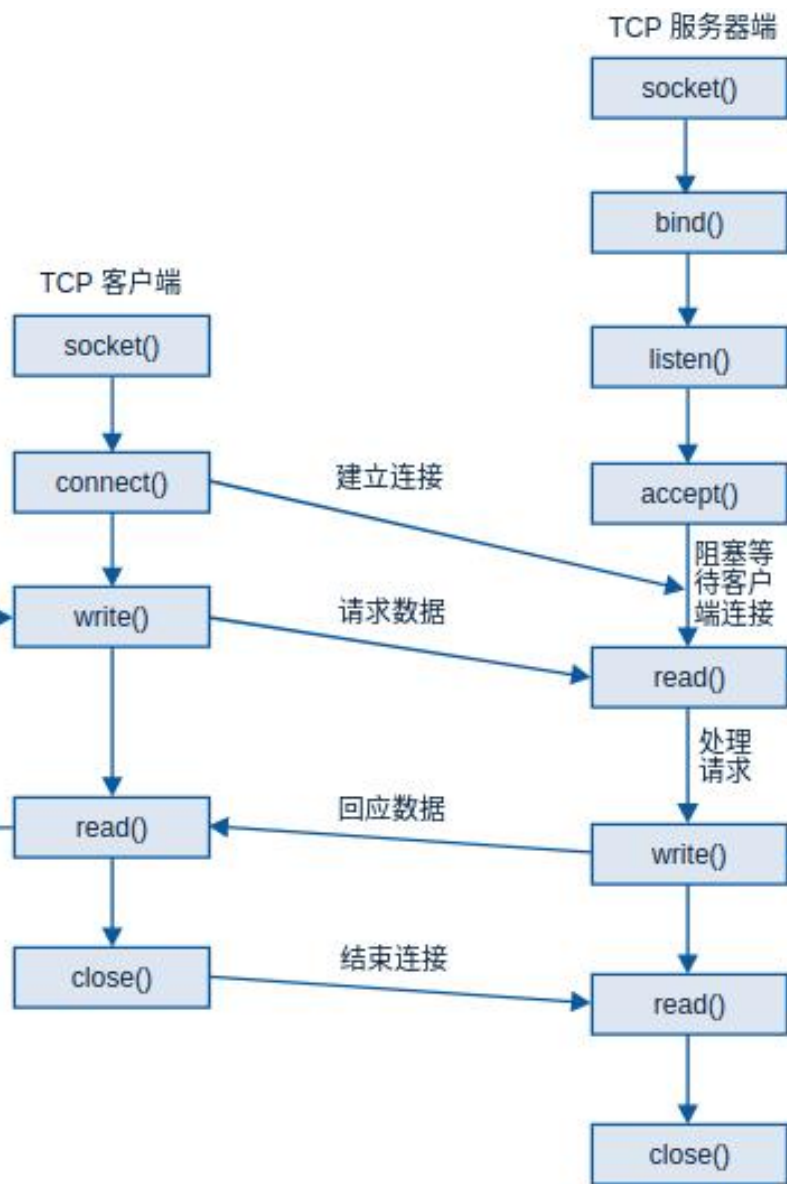 TCP 服务器端
socket()
bind()
TCP 客户端
socket()
listen()
connect()
建立连接
accept()
阻塞等
待客户
端连接
write()
请求数据
read()
处理
请求
read()
回应数据
write()
close()
结束连接
read()
close()